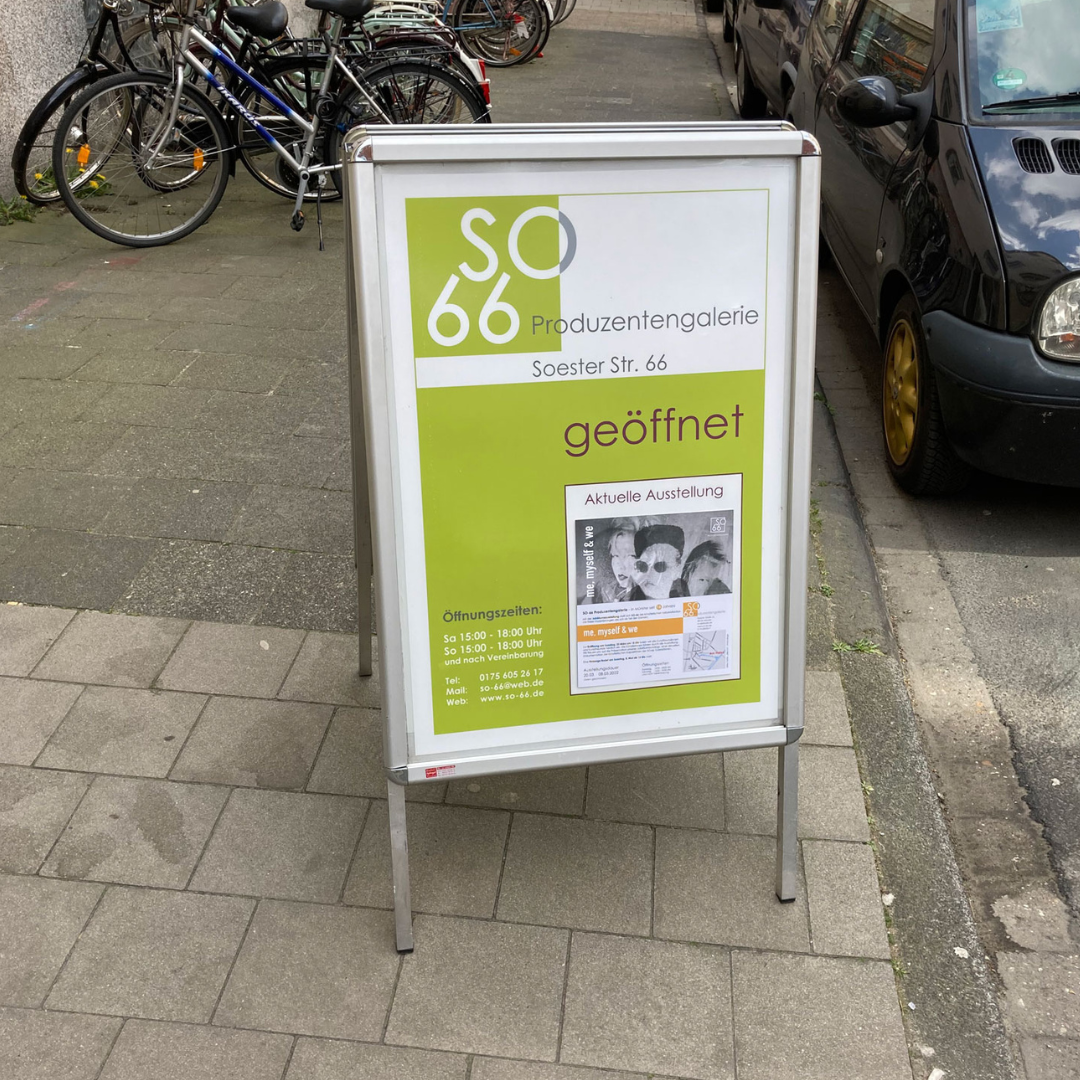 SO
66
Produzentengalerie
Soester Str. 66
geöffnet
Aktuelle Ausstellung
me, myself & we
SO
66
me, myself & we
Öffnungszeiten:
Sa 15:00 - 18:00 Uhr
So 15:00 - 18:00 Uhr
und nach Vereinbarung
Tel: 0175 605 26 17
Mail: so-66@web.de
Web: www.so-66.de